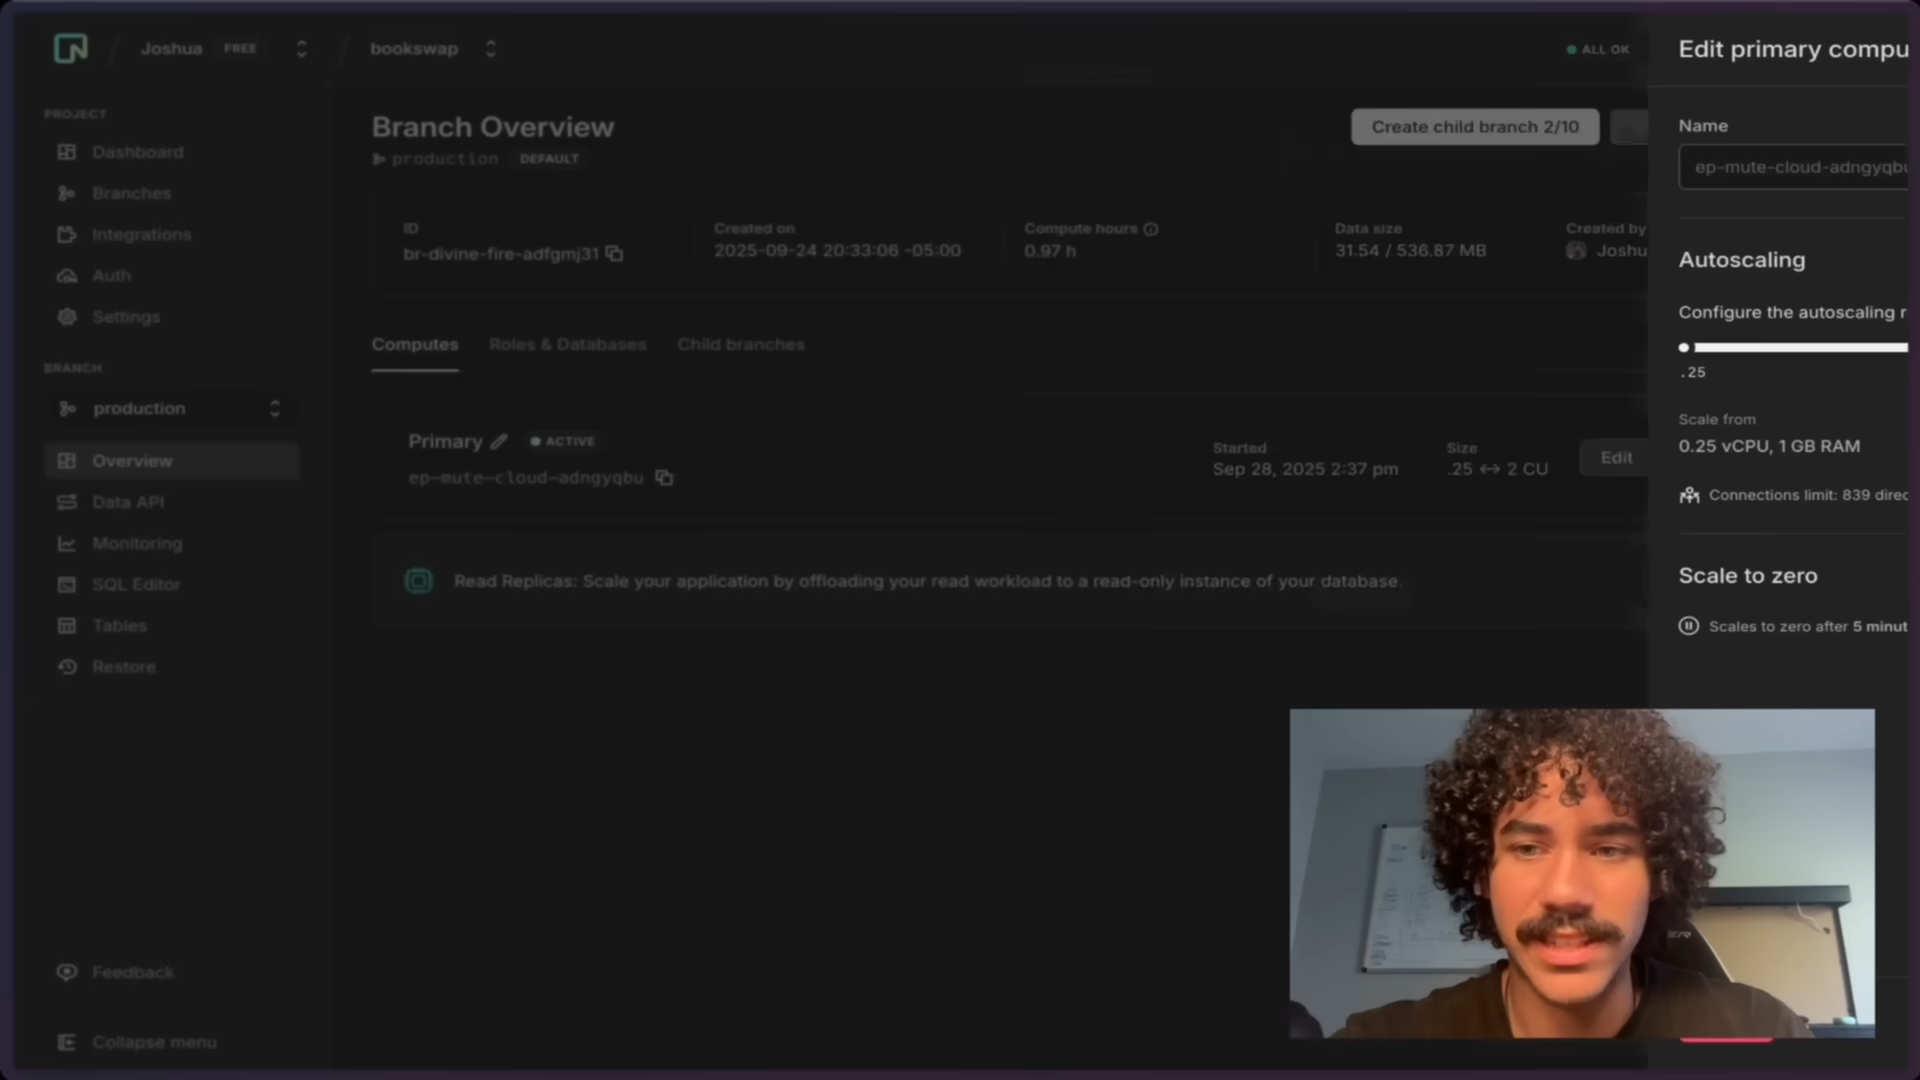 Joshua FREE
bookswap
ALL OK
PROJECT
Dashboard
Branches
Integrations
Auth
Settings
BRANCH
production
Overview
Data API
Monitoring
SQL Editor
Tables
Restore
Feedback
Collapse menu
Branch Overview
production DEFAULT
Create child branch 2/10
ID
br-divine-fire-adfgmj31
Created on
2025-09-24 20:33:06 -05:00
Compute hours
0.97 h
Data size
31.54 / 536.87 MB
Created by
Joshu
Computes Roles & Databases Child branches
Primary ACTIVE
ep-mute-cloud-adngyqbu
Started
Sep 28, 2025 2:37 pm
Size
.25 ↔ 2 CU
Edit
Read Replicas: Scale your application by offloading your read workload to a read-only instance of your database.
Edit primary compu
Name
ep-mute-cloud-adngyqbu
Autoscaling
Configure the autoscaling r
.25
Scale from
0.25 vCPU, 1 GB RAM
Connections limit: 839 direc
Scale to zero
Scales to zero after 5 minut